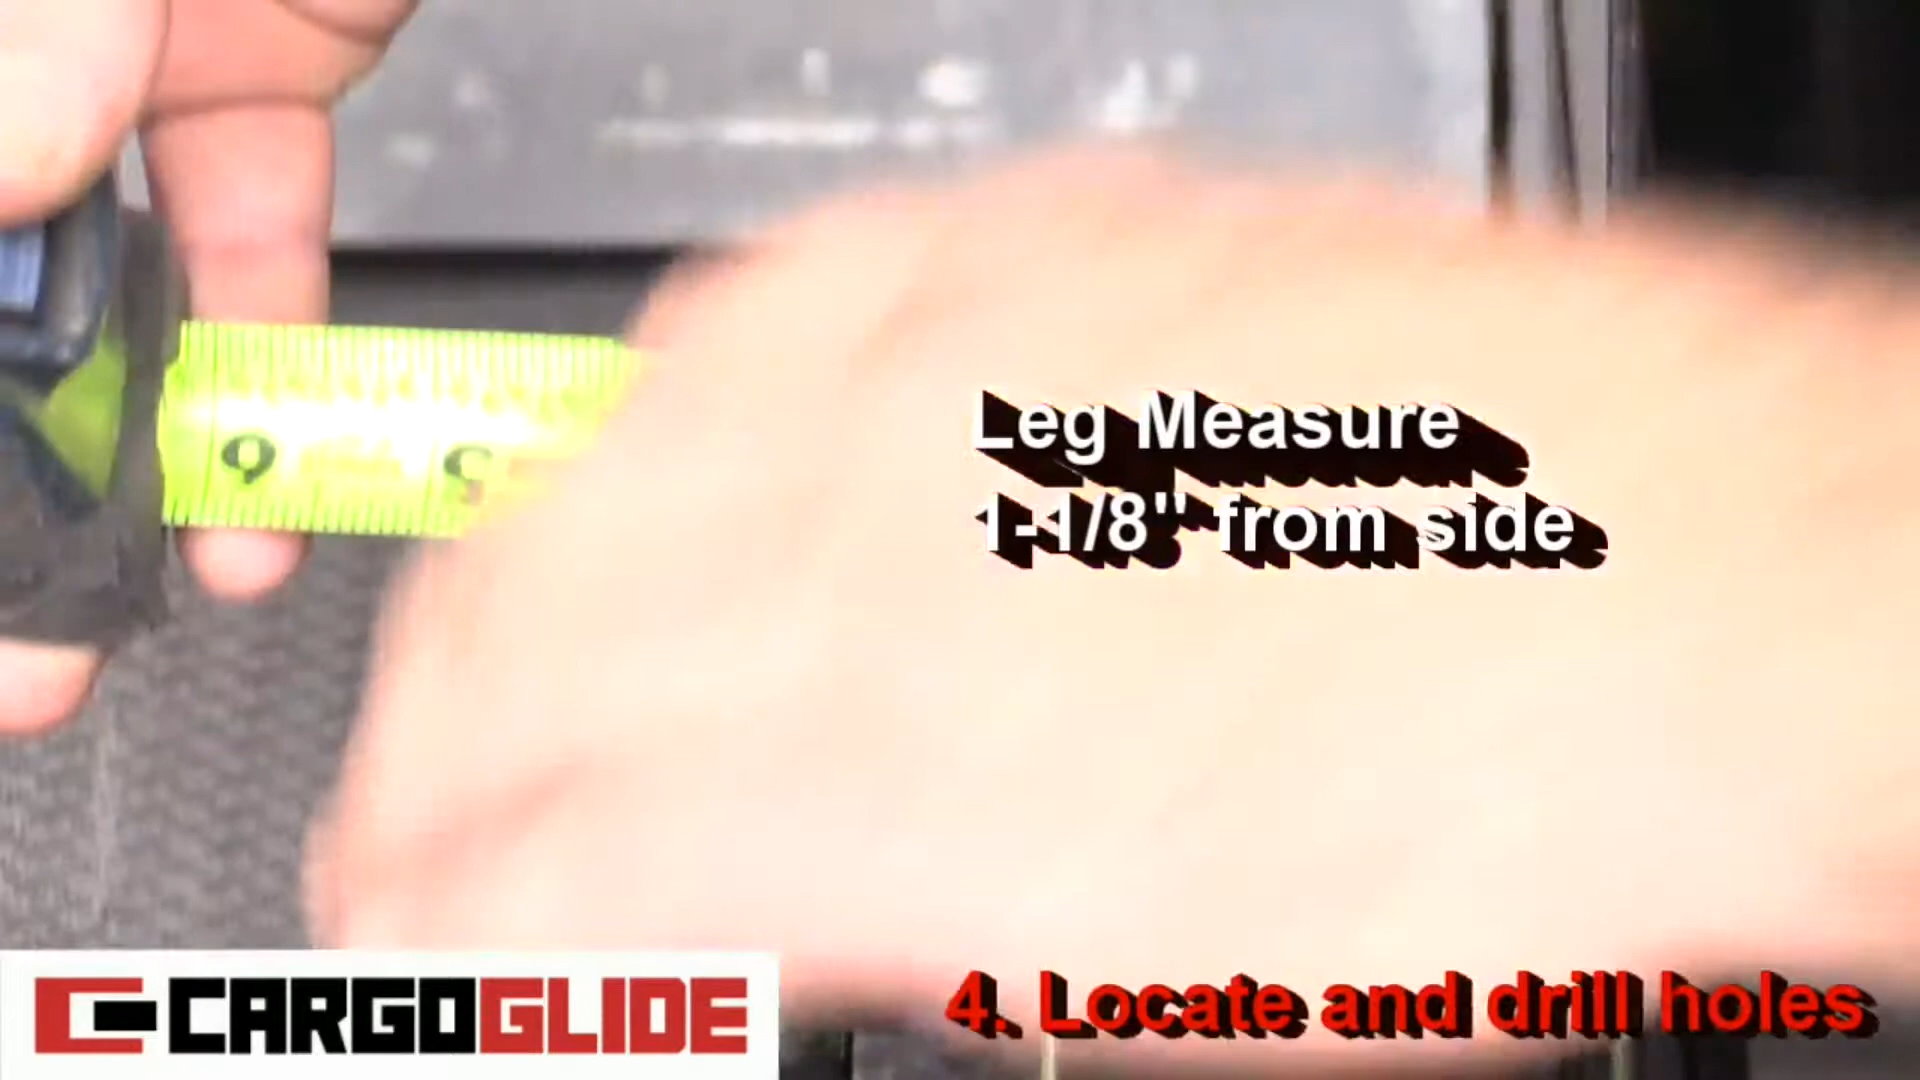 Leg Measure
1-1/8" from side
CARGOGLIDE
4. Locate and drill holes